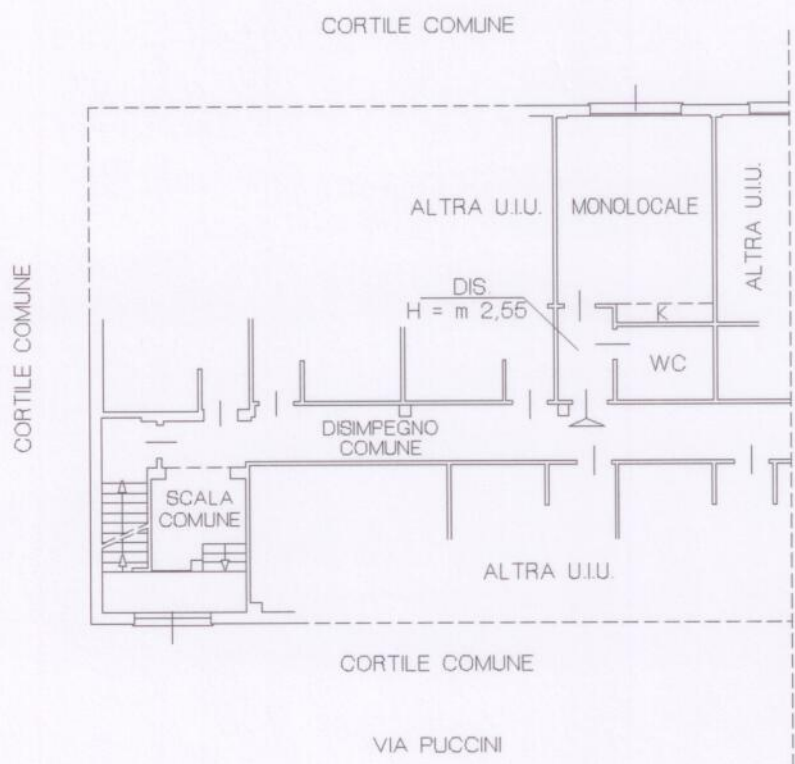 CORTILE COMUNE
ALTRA U.I.U.
MONOLOCALE
ALTRA U.I.U.
CORTILE COMUNE
DIS.
H = m 2,55
K
WC
DISIMPEGNO
COMUNE
SCALA
COMUNE
ALTRA U.I.U.
CORTILE COMUNE
VIA PUCCINI